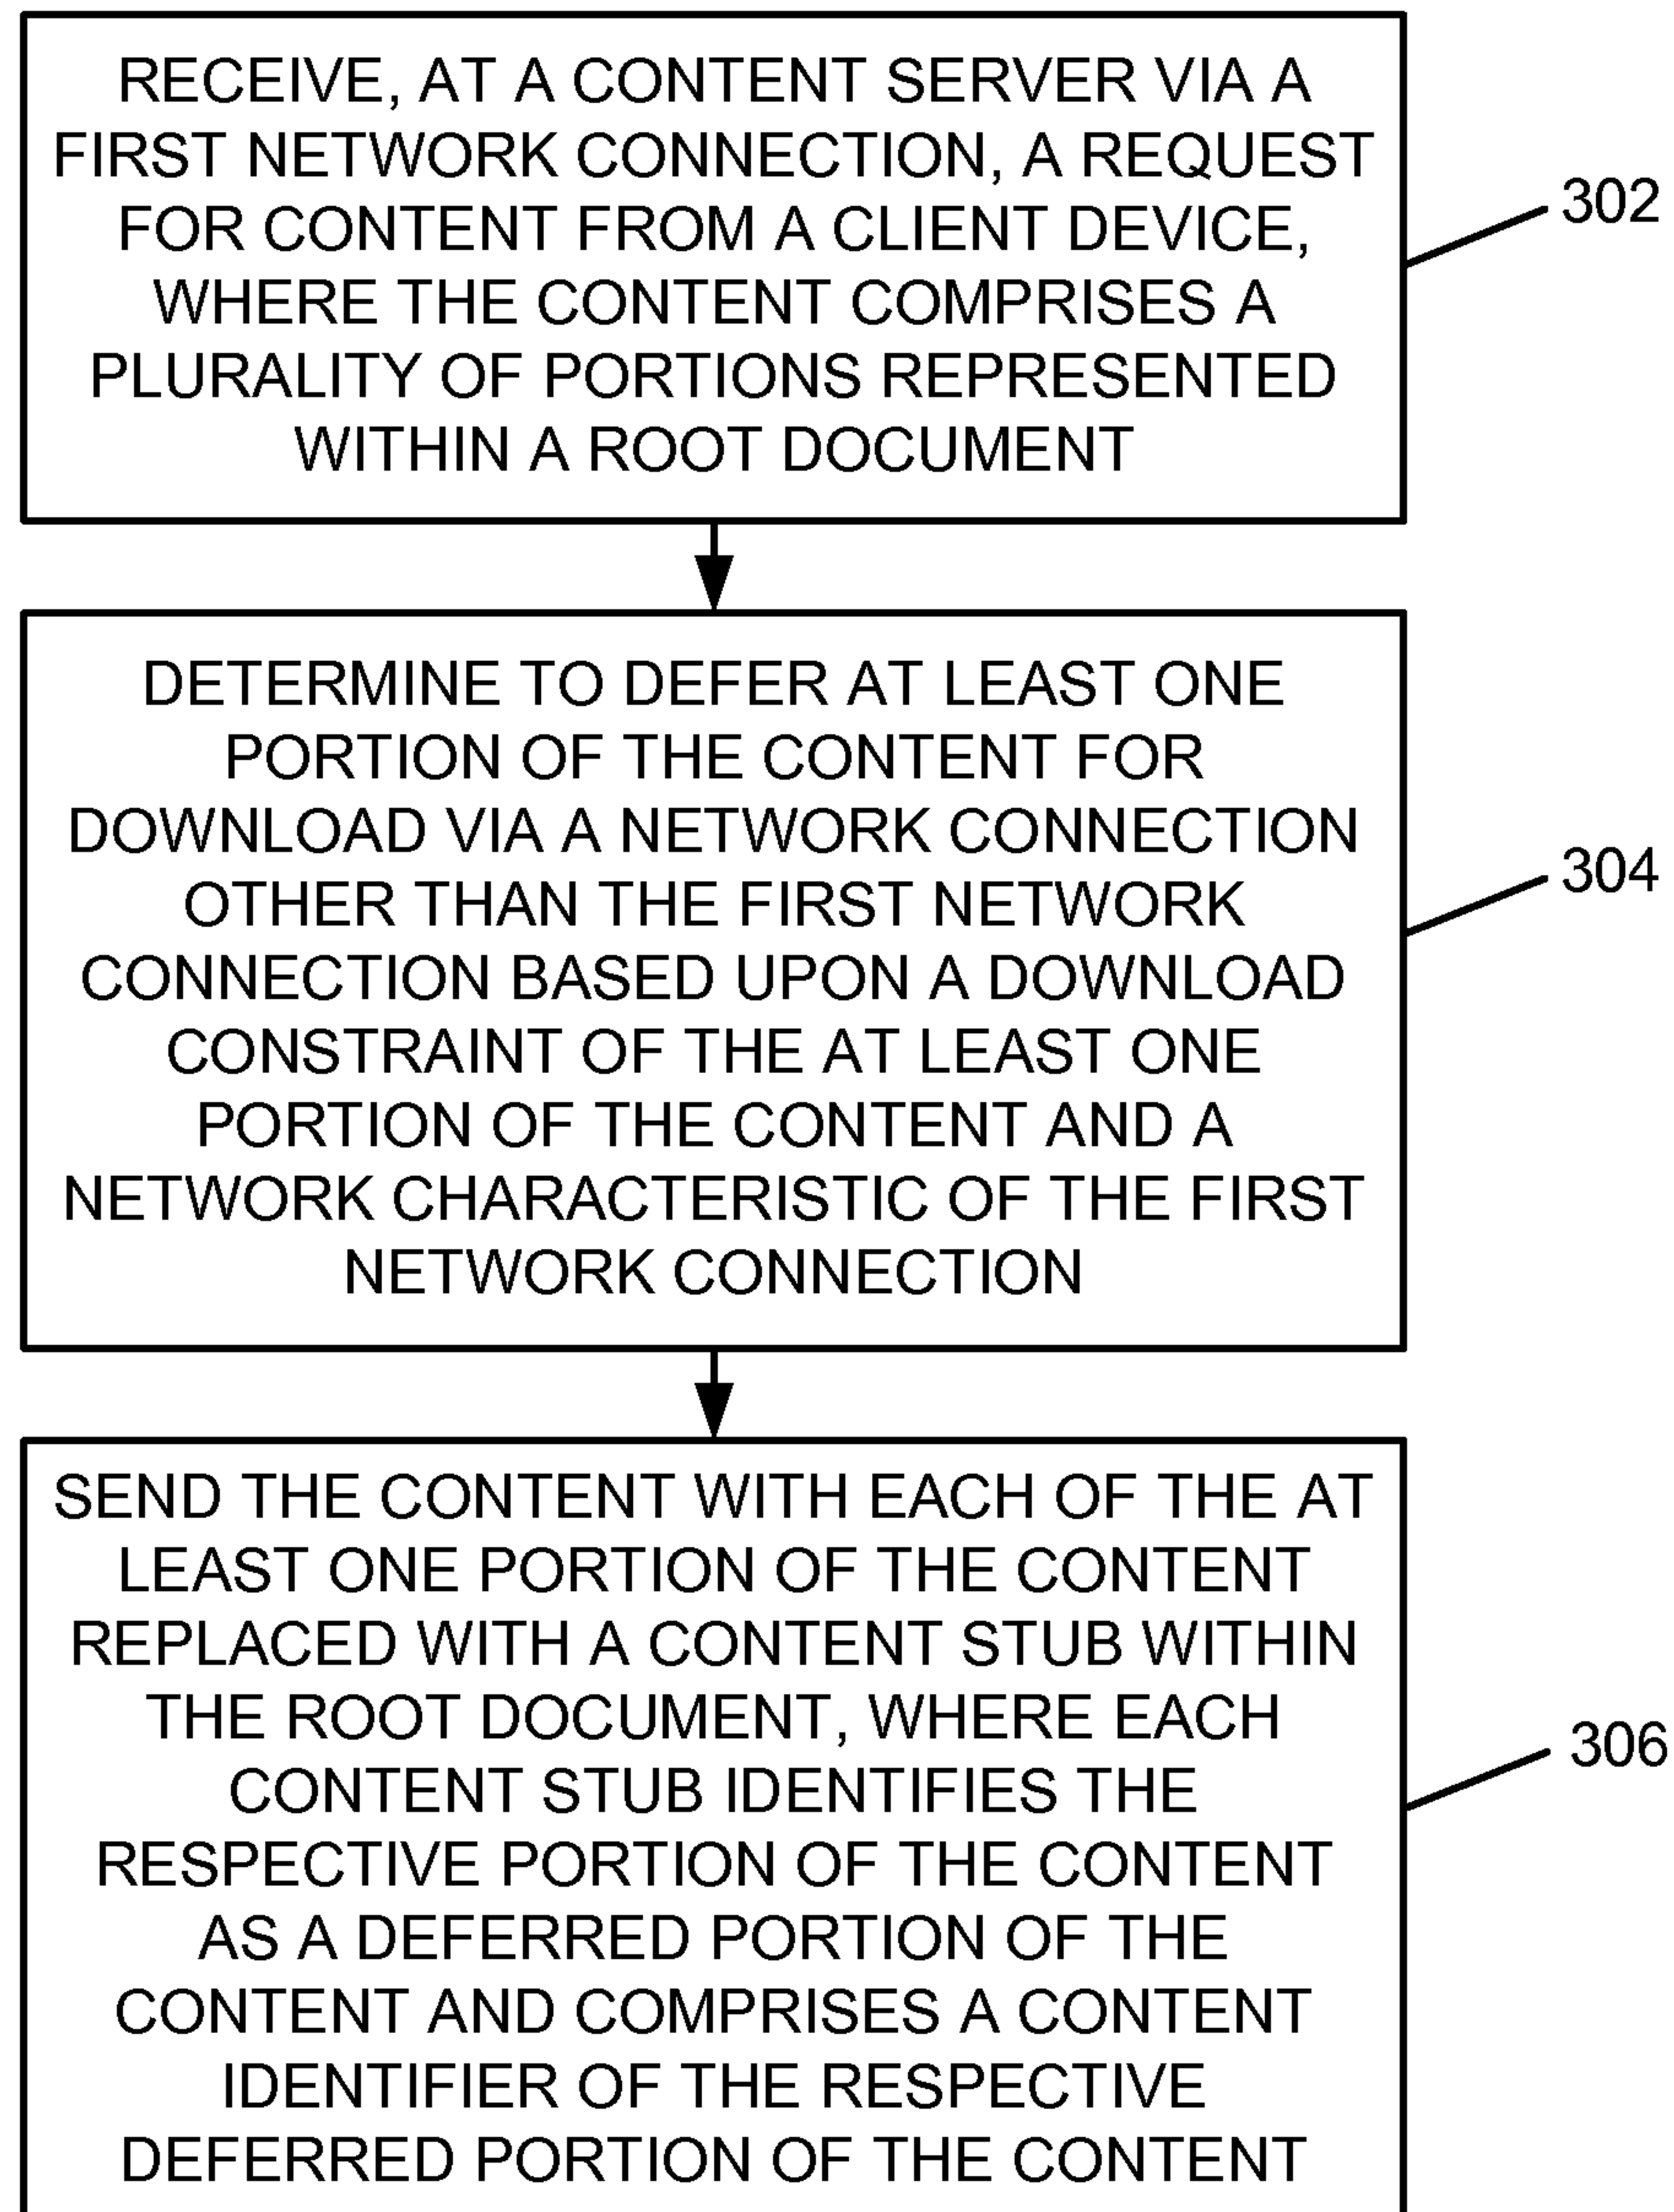 RECEIVE, AT A CONTENT SERVER VIA A
FIRST NETWORK CONNECTION, A REQUEST
FOR CONTENT FROM A CLIENT DEVICE,
WHERE THE CONTENT COMPRISES A
PLURALITY OF PORTIONS REPRESENTED
WITHIN A ROOT DOCUMENT
302
DETERMINE TO DEFER AT LEAST ONE
PORTION OF THE CONTENT FOR
DOWNLOAD VIA A NETWORK CONNECTION
OTHER THAN THE FIRST NETWORK
CONNECTION BASED UPON A DOWNLOAD
CONSTRAINT OF THE AT LEAST ONE
PORTION OF THE CONTENT AND A
NETWORK CHARACTERISTIC OF THE FIRST
NETWORK CONNECTION
304
SEND THE CONTENT WITH EACH OF THE AT
LEAST ONE PORTION OF THE CONTENT
REPLACED WITH A CONTENT STUB WITHIN
THE ROOT DOCUMENT, WHERE EACH
CONTENT STUB IDENTIFIES THE
RESPECTIVE PORTION OF THE CONTENT
AS A DEFERRED PORTION OF THE
CONTENT AND COMPRISES A CONTENT
IDENTIFIER OF THE RESPECTIVE
DEFERRED PORTION OF THE CONTENT
306